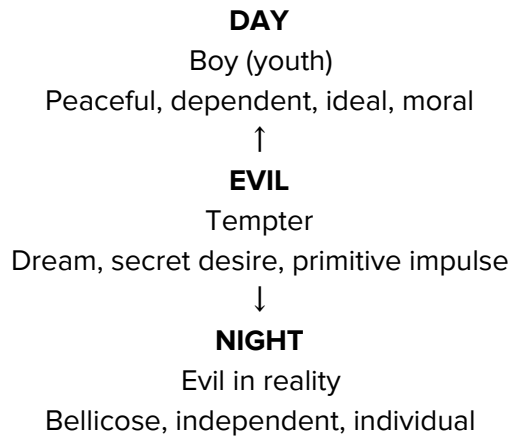 DAY
Boy (youth)
Peaceful, dependent, ideal, moral
↑
EVIL
Tempter
Dream, secret desire, primitive impulse
↓
NIGHT
Evil in reality
Bellicose, independent, individual